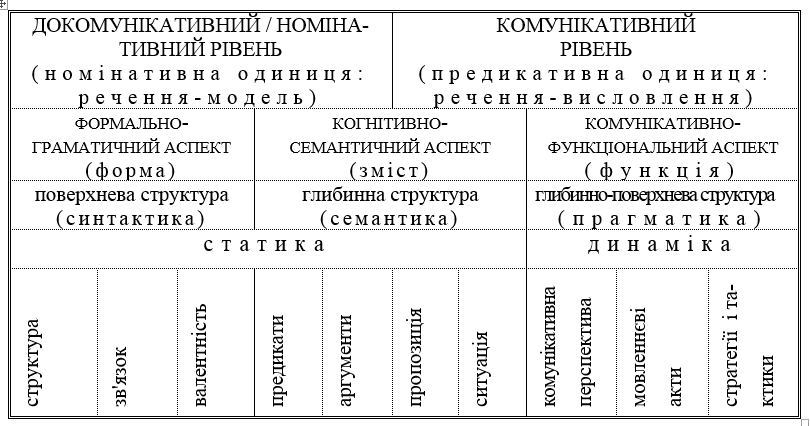 ДОКОМУНІКАТИВНИЙ / НОМІНА-
ТИВНИЙ РІВЕНЬ
(номінативна одиниця:
речення-модель)
КОМУНІКАТИВНИЙ
РІВЕНЬ
(предикативна одиниця:
речення-висловлення)
ФОРМАЛЬНО-
ГРАМАТИЧНИЙ АСПЕКТ
(форма)
КОГНІТИВНО-
СЕМАНТИЧНИЙ АСПЕКТ
(зміст)
КОМУНІКАТИВНО-
ФУНКЦІОНАЛЬНИЙ АСПЕКТ
(функція)
поверхнева структура
(синтактика)
глибинна структура
(семантика)
глибинно-поверхнева структура
(прагматика)
статика
динаміка
структура
зв'язок
валентність
предикати
аргументи
пропозиція
ситуація
комунікативна
перспектива
мовленнєві
акти
стратегії і та-
ктики